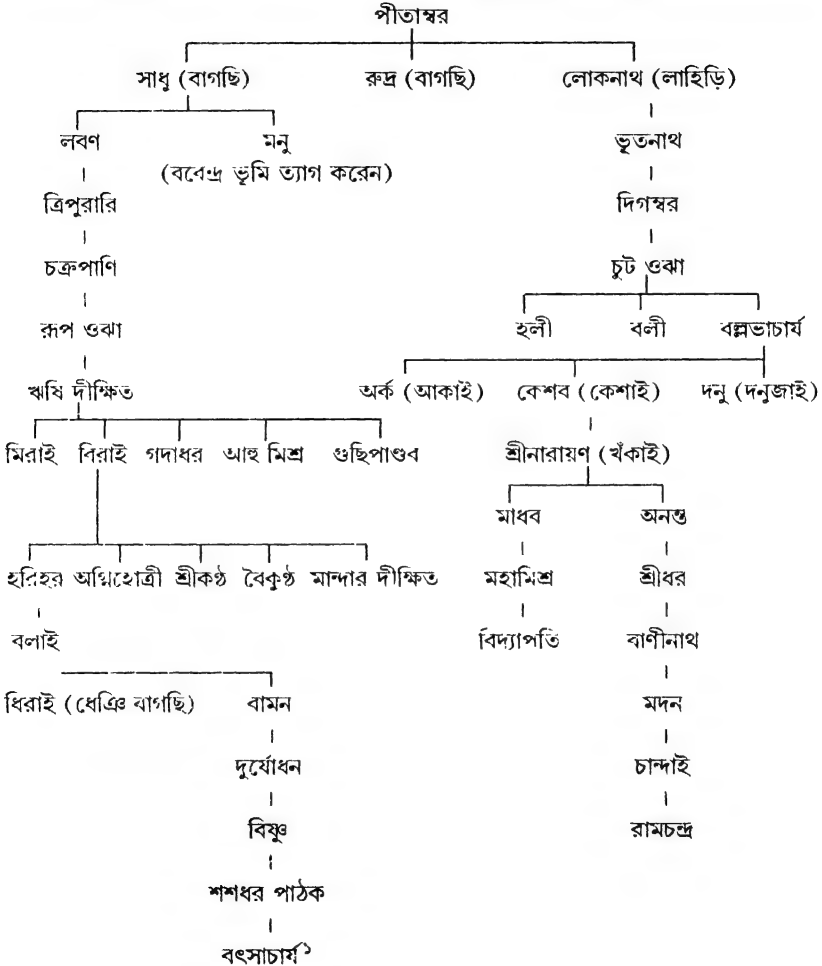 পীতাম্বর
সাধু (বাগছি) রুদ্র (বাগছি) লোকনাথ (লাহিড়ি)
লবণ মনু ভূতনাথ
(ববেন্দ্র ভূমি ত্যাগ করেন)
ত্রিপুরারি দিগম্বর
চক্রপাণি চুট ওঝা
রূপ ওঝা হলী বলী বল্লভাচার্য
ঋষি দীক্ষিত অর্ক (আকাই) কেশব (কেশাই) দনু (দনুজাই)
মিরাই বিরাই গদাধর আহু মিশ্র গুছিপাণ্ডব শ্রীনারায়ণ (খঁকাই)
মাধব অনন্ত
হরিহর অগ্নিহোত্রী শ্রীকণ্ঠ বৈকুণ্ঠ মান্দার দীক্ষিত মহামিশ্র শ্রীধর
বলাই বিদ্যাপতি বাণীনাথ
ধিরাই (ধেঞি বাগছি) বামন মদন
দুর্যোধন চান্দাই
বিষ্ণু রামচন্দ্র
শশধর পাঠক
বৎসাচার্য১